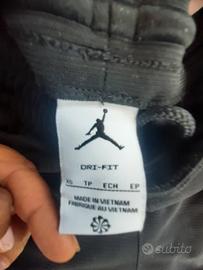 DRI-FIT
XS TP ECH EP
MADE IN VIETNAM
FABRIQUÉ AU VIETNAM
subito